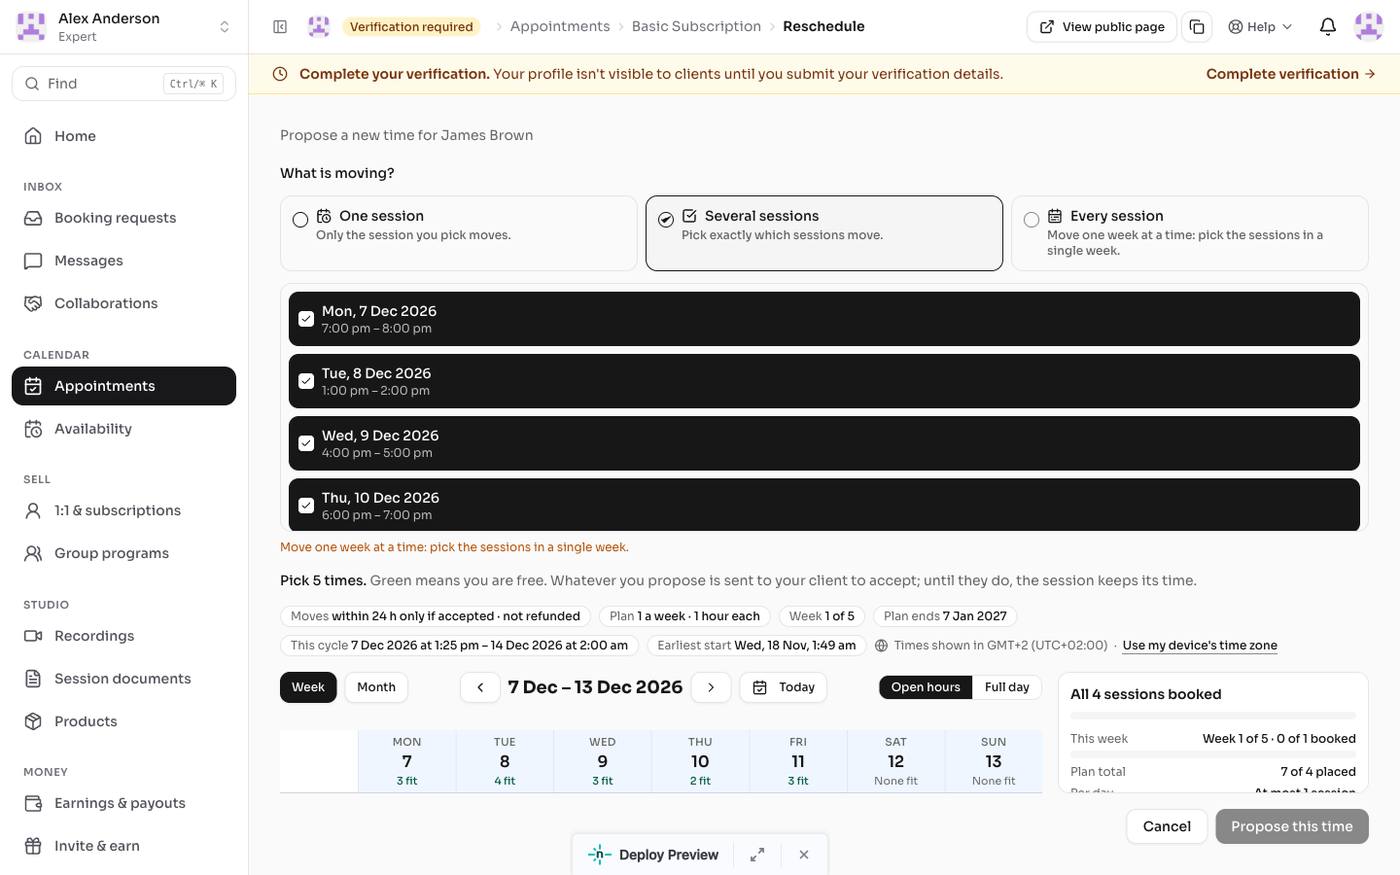 Alex Anderson
Expert
Verification required
Appointments
Basic Subscription
Reschedule
View public page
Help
Find
Ctrl/⌘ K
Complete your verification. Your profile isn't visible to clients until you submit your verification details.
Complete verification
Home
INBOX
Booking requests
Messages
Collaborations
CALENDAR
Appointments
Availability
SELL
1:1 & subscriptions
Group programs
STUDIO
Recordings
Session documents
Products
MONEY
Earnings & payouts
Invite & earn
Propose a new time for James Brown
What is moving?
One session
Only the session you pick moves.
Several sessions
Pick exactly which sessions move.
Every session
Move one week at a time: pick the sessions in a
single week.
Mon, 7 Dec 2026
7:00 pm – 8:00 pm
Tue, 8 Dec 2026
1:00 pm – 2:00 pm
Wed, 9 Dec 2026
4:00 pm – 5:00 pm
Thu, 10 Dec 2026
6:00 pm – 7:00 pm
Move one week at a time: pick the sessions in a single week.
Pick 5 times. Green means you are free. Whatever you propose is sent to your client to accept; until they do, the session keeps its time.
Moves within 24 h only if accepted · not refunded
Plan 1 a week · 1 hour each
Week 1 of 5
Plan ends 7 Jan 2027
This cycle 7 Dec 2026 at 1:25 pm – 14 Dec 2026 at 2:00 am
Earliest start Wed, 18 Nov, 1:49 am
Times shown in GMT+2 (UTC+02:00) · Use my device's time zone
Week
Month
7 Dec – 13 Dec 2026
Today
Open hours
Full day
MON
7
3 fit
TUE
8
4 fit
WED
9
3 fit
THU
10
2 fit
FRI
11
3 fit
SAT
12
None fit
SUN
13
None fit
All 4 sessions booked
This week Week 1 of 5 · 0 of 1 booked
Plan total 7 of 4 placed
Per day At most 1 session
Cancel
Propose this time
Deploy Preview